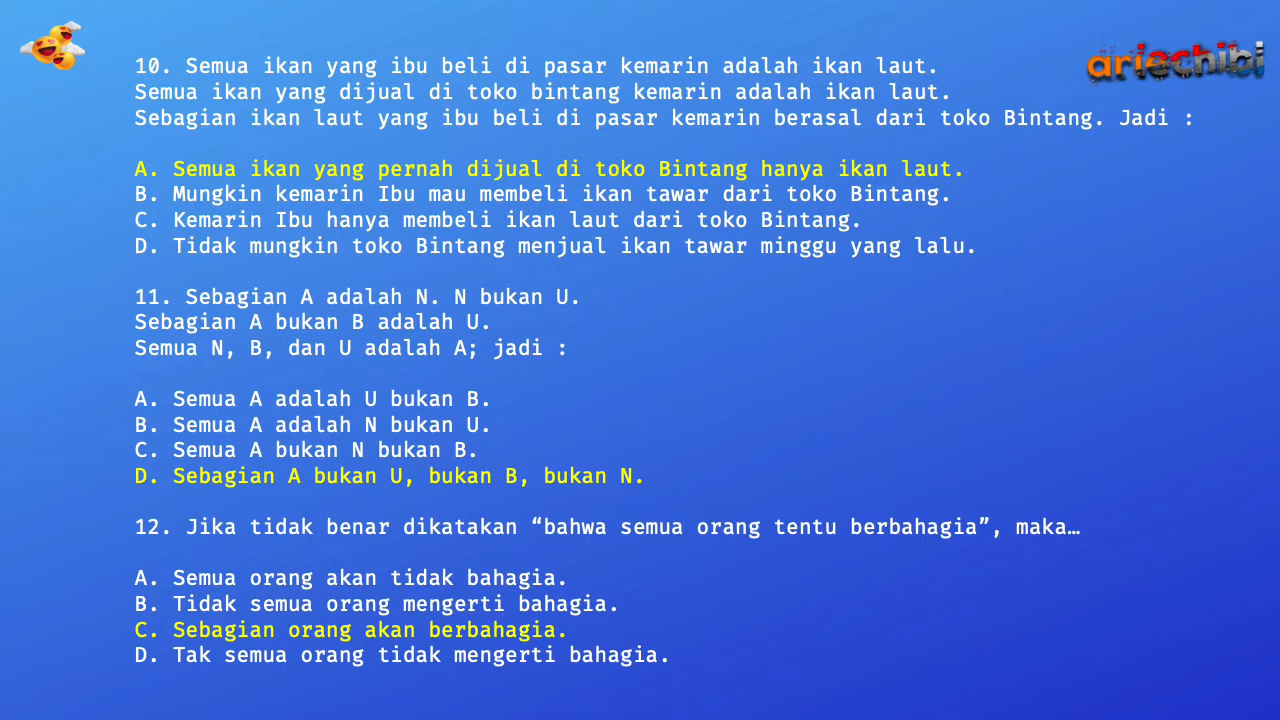 ariechibi
10. Semua ikan yang ibu beli di pasar kemarin adalah ikan laut.
Semua ikan yang dijual di toko bintang kemarin adalah ikan laut.
Sebagian ikan laut yang ibu beli di pasar kemarin berasal dari toko Bintang. Jadi :
A. Semua ikan yang pernah dijual di toko Bintang hanya ikan laut.
B. Mungkin kemarin Ibu mau membeli ikan tawar dari toko Bintang.
C. Kemarin Ibu hanya membeli ikan laut dari toko Bintang.
D. Tidak mungkin toko Bintang menjual ikan tawar minggu yang lalu.
11. Sebagian A adalah N. N bukan U.
Sebagian A bukan B adalah U.
Semua N, B, dan U adalah A; jadi :
A. Semua A adalah U bukan B.
B. Semua A adalah N bukan U.
C. Semua A bukan N bukan B.
D. Sebagian A bukan U, bukan B, bukan N.
12. Jika tidak benar dikatakan “bahwa semua orang tentu berbahagia”, maka…
A. Semua orang akan tidak bahagia.
B. Tidak semua orang mengerti bahagia.
C. Sebagian orang akan berbahagia.
D. Tak semua orang tidak mengerti bahagia.